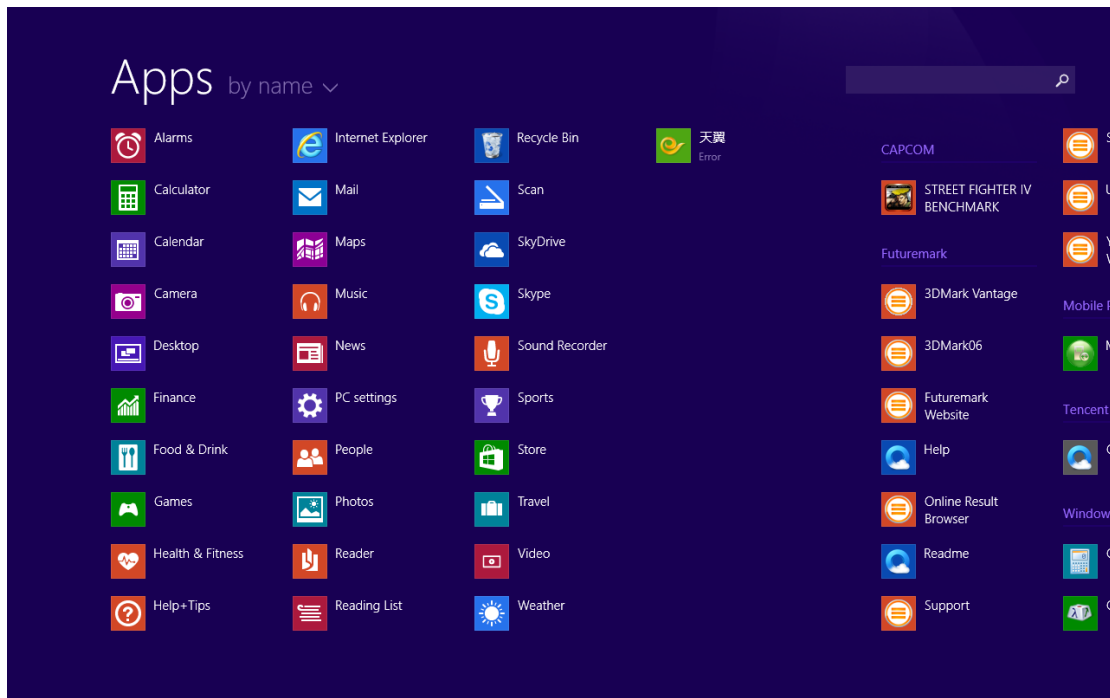 Apps by name
Alarms
Calculator
Calendar
Camera
Desktop
Finance
Food & Drink
Games
Health & Fitness
Help+Tips
Internet Explorer
Mail
Maps
Music
News
PC settings
People
Photos
Reader
Reading List
Recycle Bin
Scan
SkyDrive
Skype
Sound Recorder
Sports
Store
Travel
Video
Weather
天翼
Error
CAPCOM
STREET FIGHTER IV
BENCHMARK
Futuremark
3DMark Vantage
3DMark06
Futuremark
Website
Help
Online Result
Browser
Readme
Support
Mobile
Tencent
Window